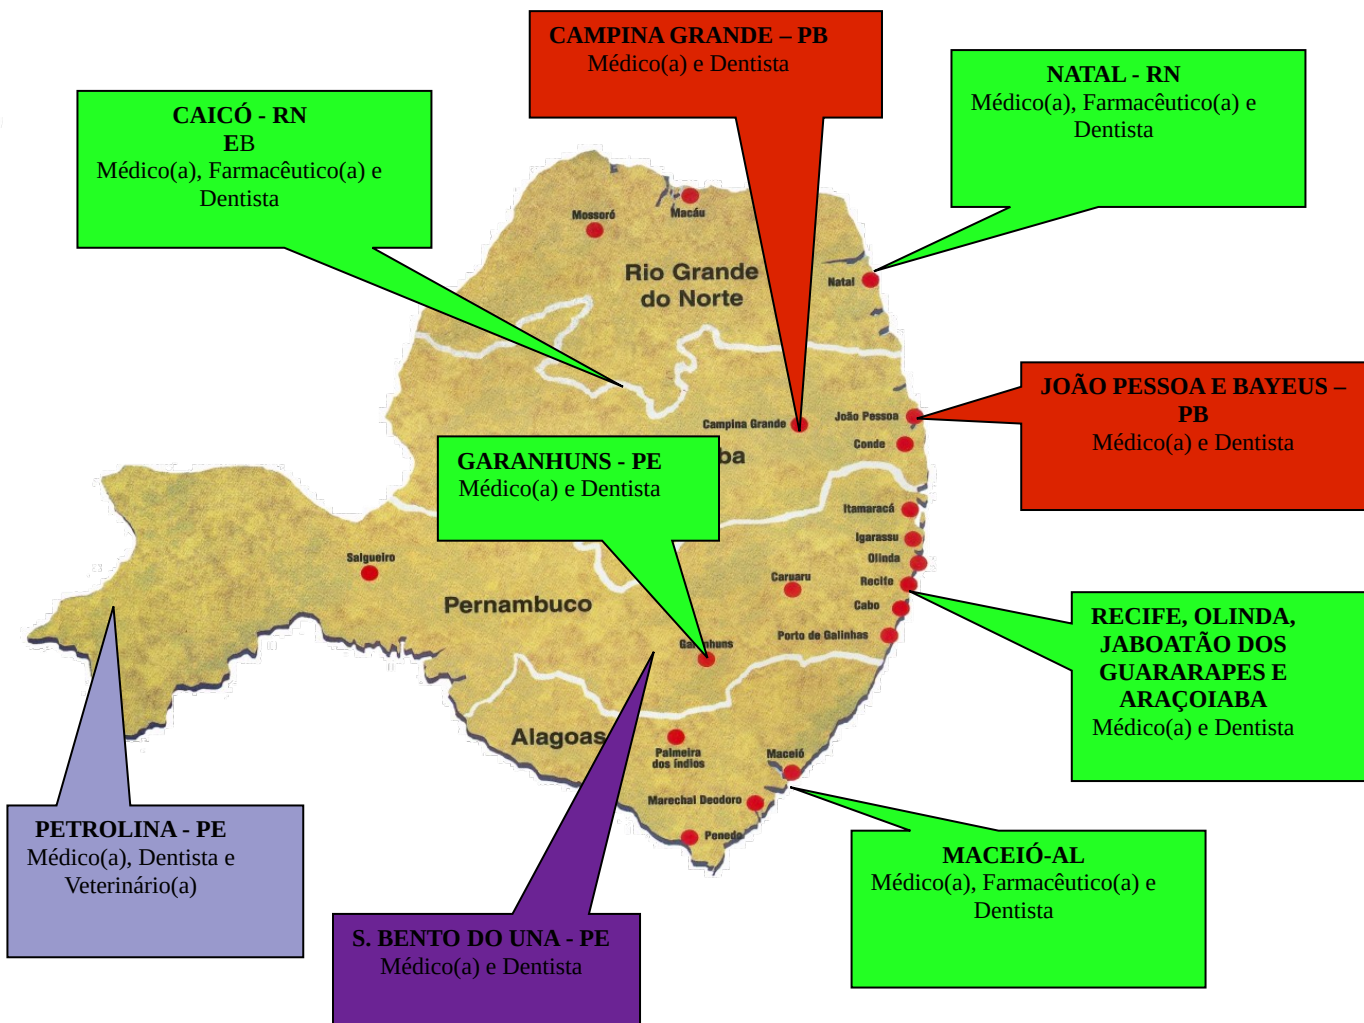 CAMPINA GRANDE – PB
Médico(a) e Dentista
NATAL - RN
Médico(a), Farmacêutico(a) e
Dentista
CAICÓ - RN
EB
Médico(a), Farmacêutico(a) e
Dentista
Mossoró
Macáu
Rio Grande
do Norte
Natal
JOÃO PESSOA E BAYEUS –
PB
Médico(a) e Dentista
Campina Grande
João Pessoa
Conde
GARANHUNS - PE
Médico(a) e Dentista
ba
Itamaracá
Igarassu
Olinda
Recife
Cabo
Salgueiro
Caruaru
Pernambuco
Porto de Galinhas
Garanhuns
RECIFE, OLINDA,
JABOATÃO DOS
GUARARAPES E
ARAÇOIABA
Médico(a) e Dentista
Alagoas
Palmeira
dos índios
Maceió
Marechal Deodoro
Penedo
PETROLINA - PE
Médico(a), Dentista e
Veterinário(a)
MACEIÓ-AL
Médico(a), Farmacêutico(a) e
Dentista
S. BENTO DO UNA - PE
Médico(a) e Dentista